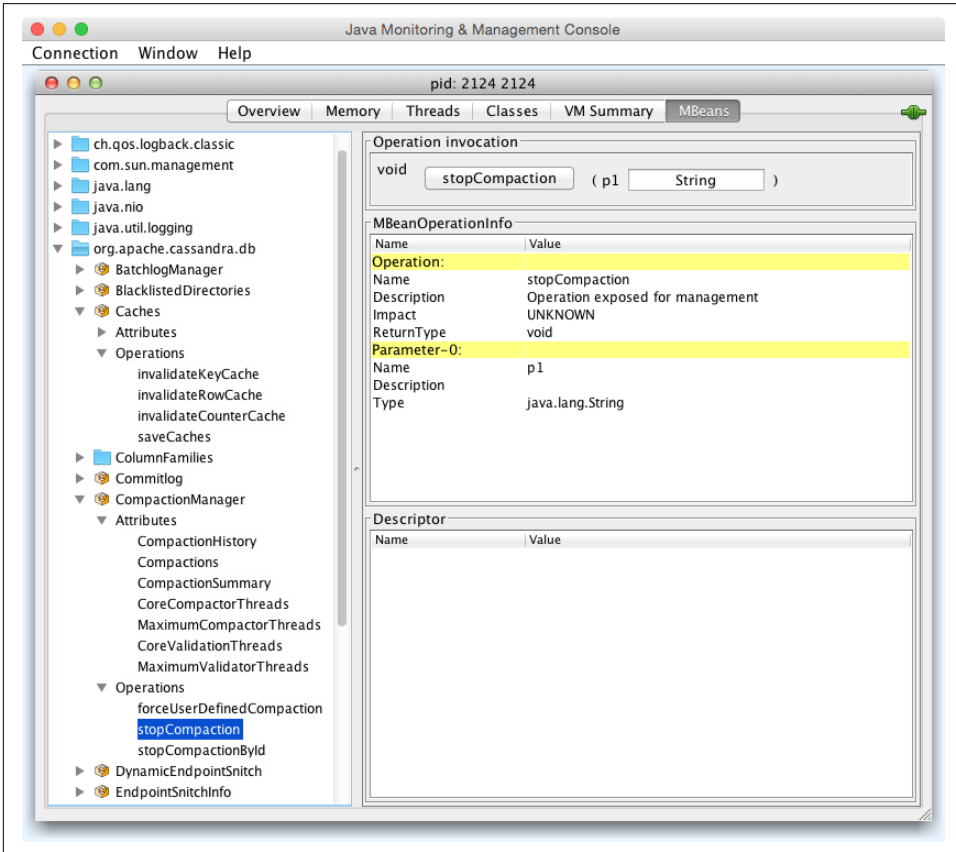 Java Monitoring & Management Console
Connection Window Help
pid: 2124 2124
Overview Memory Threads Classes VM Summary MBeans
ch.qos.logback.classic
com.sun.management
java.lang
java.nio
java.util.logging
org.apache.cassandra.db
BatchlogManager
BlacklistedDirectories
Caches
Attributes
Operations
invalidateKeyCache
invalidateRowCache
invalidateCounterCache
saveCaches
ColumnFamilies
Commitlog
CompactionManager
Attributes
CompactionHistory
Compactions
CompactionSummary
CoreCompactorThreads
MaximumCompactorThreads
CoreValidationThreads
MaximumValidatorThreads
Operations
forceUserDefinedCompaction
stopCompaction
stopCompactionById
DynamicEndpointSnitch
EndpointSnitchInfo
Operation invocation
void stopCompaction ( p1 String )
MBeanOperationInfo
Name Value
Operation:
Name stopCompaction
Description Operation exposed for management
Impact UNKNOWN
ReturnType void
Parameter-0:
Name p1
Description
Type java.lang.String
Descriptor
Name Value